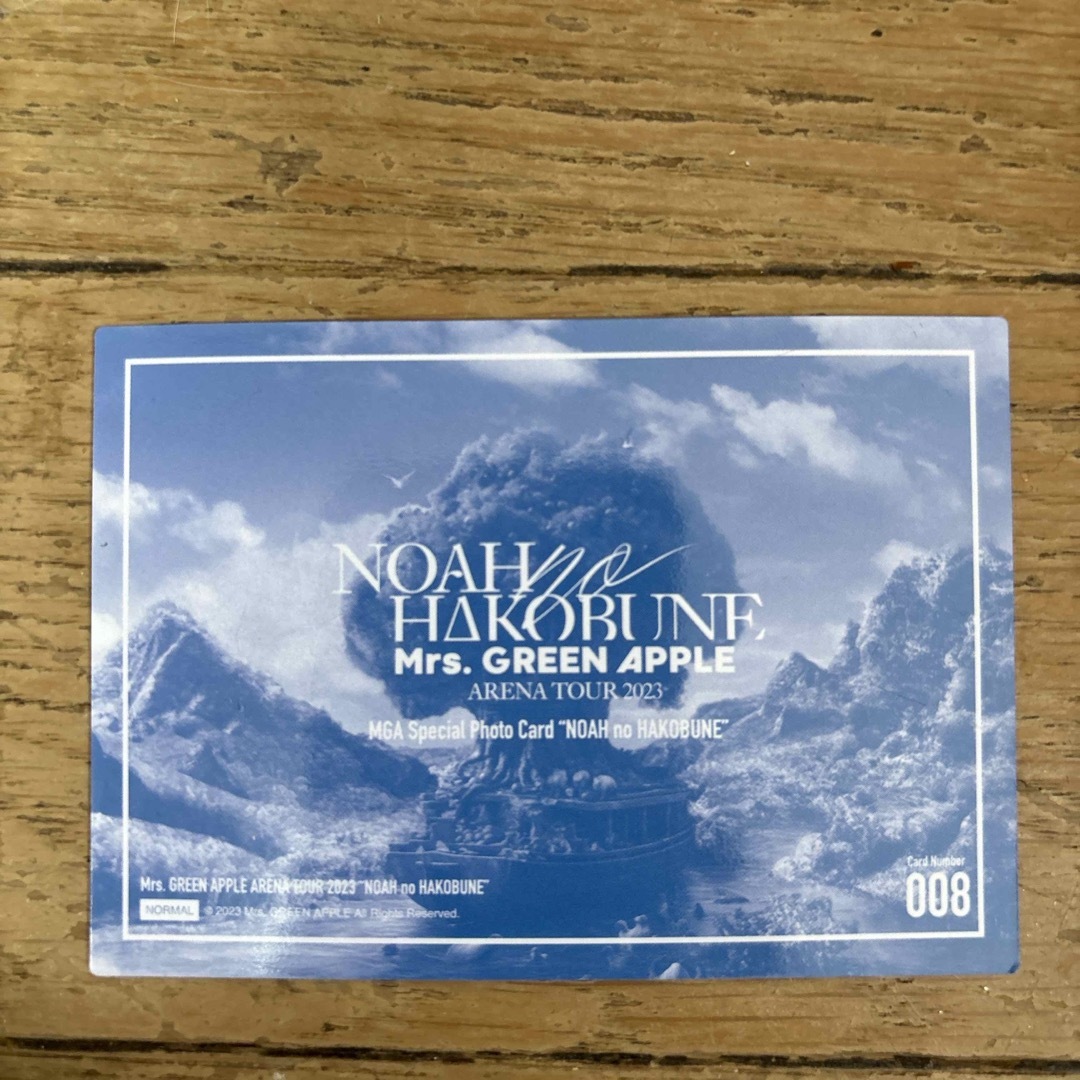 NOAH no
HAKOBUNE
Mrs. GREEN APPLE
ARENA TOUR 2023
MGA Special Photo Card “NOAH no HAKOBUNE”
Card Number
008
Mrs. GREEN APPLE ARENA TOUR 2023 “NOAH no HAKOBUNE”
NORMAL © 2023 Mrs. GREEN APPLE All Rights Reserved.